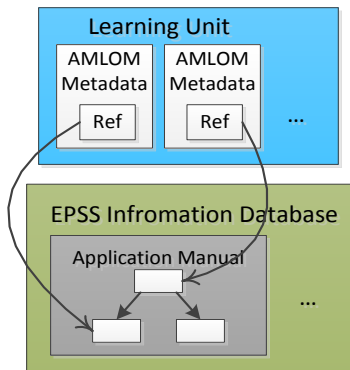 Learning Unit
AMLOM Metadata
Ref
AMLOM Metadata
Ref
...
EPSS Infromation Database
Application Manual
...